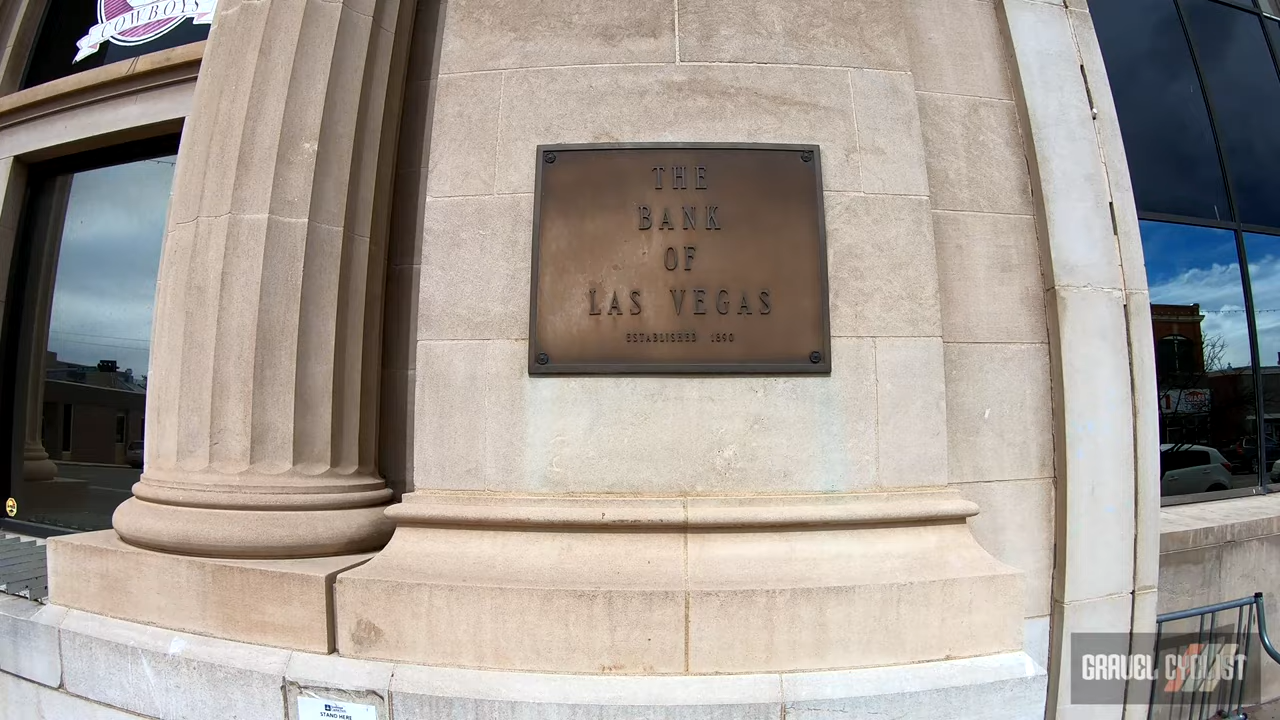 COWBOYS
THE
BANK
OF
LAS VEGAS
ESTABLISHED 1890
STAND HERE
GRAVEL CYCLIST